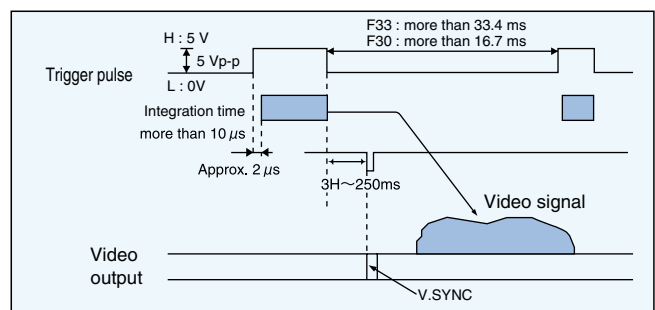 F33 : more than 33.4 ms
F30 : more than 16.7 ms
H : 5 V
5 Vp-p
Trigger pulse
L : 0V
Integration time
more than 10 μs
Approx. 2 μs
3H～250ms
Video signal
Video
output
V.SYNC